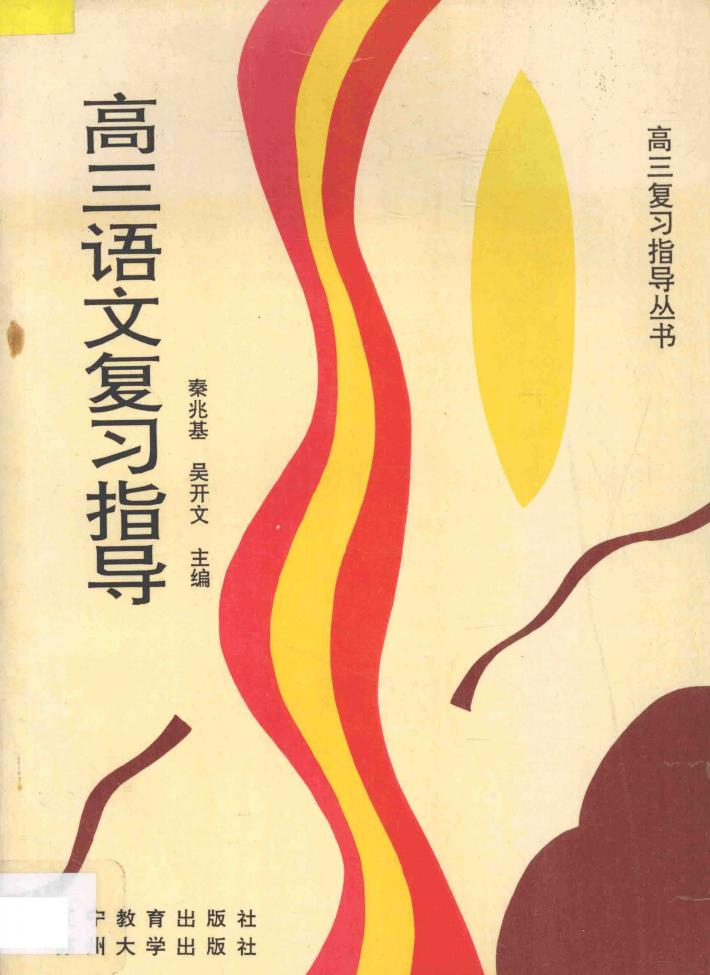 高三复习指导丛书
高三语文复习指导
秦兆基 吴开文 主编
宁教育出版社
州大学出版社